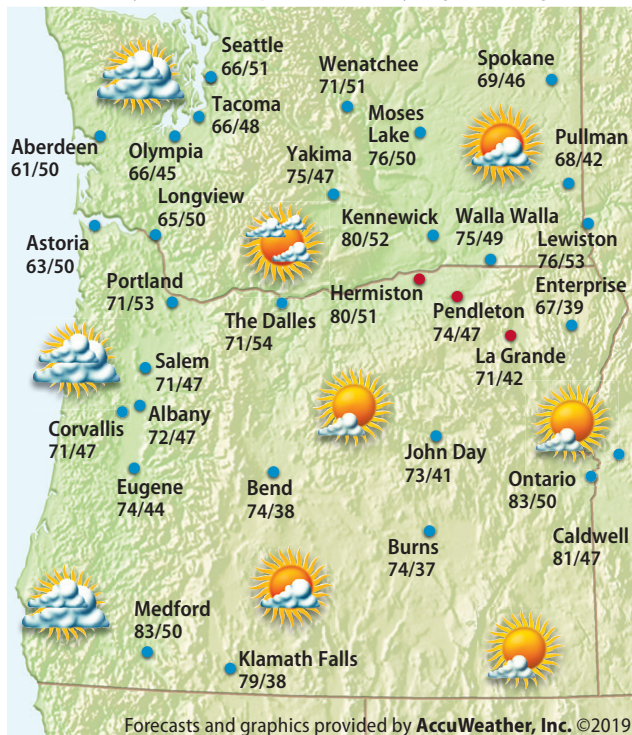 Seattle
66/51
Wenatchee
71/51
Spokane
69/46
Tacoma
66/48
Moses
Lake
76/50
Aberdeen
61/50
Olympia
66/45
Yakima
75/47
Pullman
68/42
Longview
65/50
Kennewick
80/52
Walla Walla
75/49
Lewiston
76/53
Astoria
63/50
Portland
71/53
The Dalles
71/54
Hermiston
80/51
Pendleton
74/47
Enterprise
67/39
La Grande
71/42
Salem
71/47
Albany
72/47
Corvallis
71/47
John Day
73/41
Ontario
83/50
Eugene
74/44
Bend
74/38
Caldwell
81/47
Burns
74/37
Medford
83/50
Klamath Falls
79/38
Forecasts and graphics provided by AccuWeather, Inc. ©2019